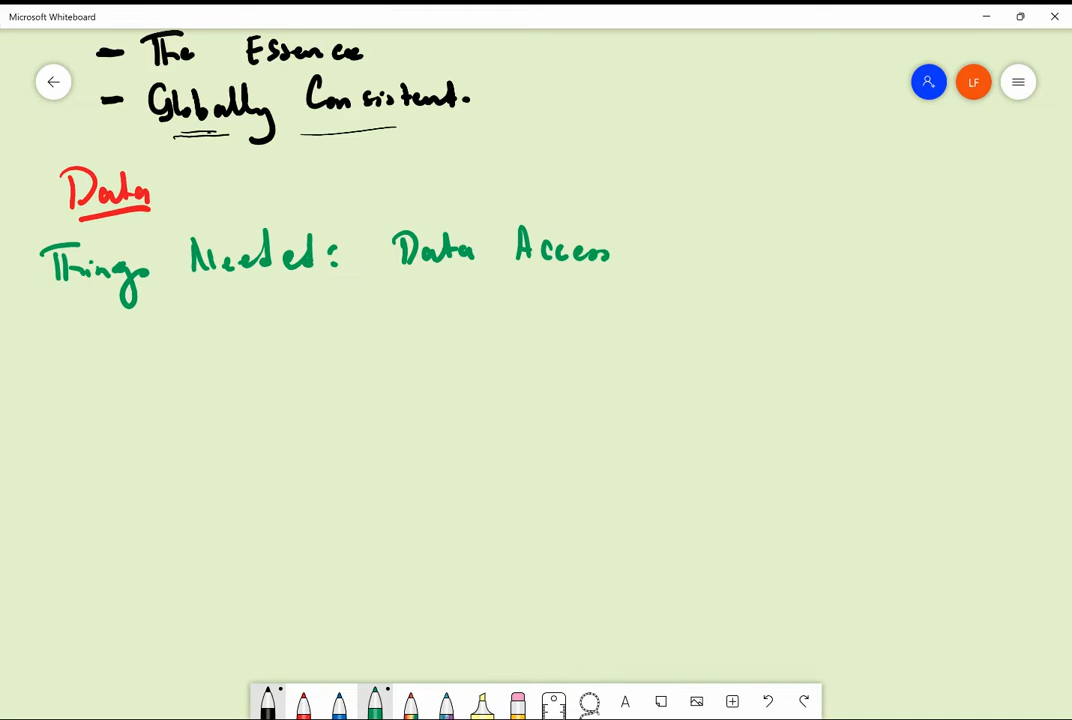 Microsoft Whiteboard
- The Essence
- Globally Consistent.
LF
Data
Things Needed: Data Access
A